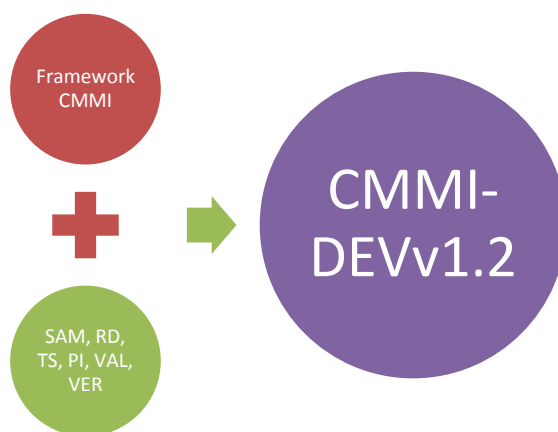 Framework
CMMI
SAM, RD,
TS, PI, VAL,
VER
CMMI-
DEVv1.2